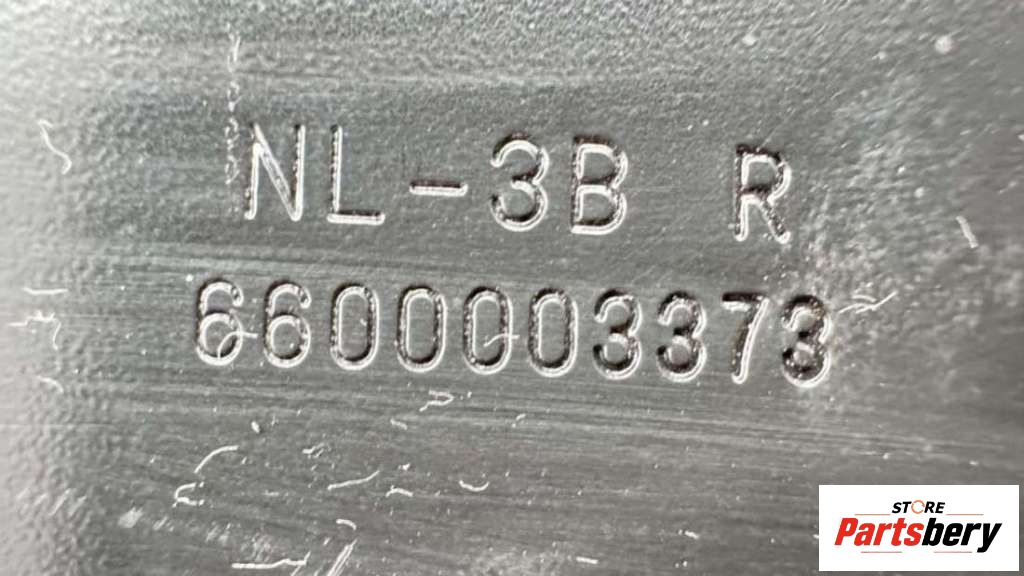 NL-3B R
6600003373
STORE
Partsbery